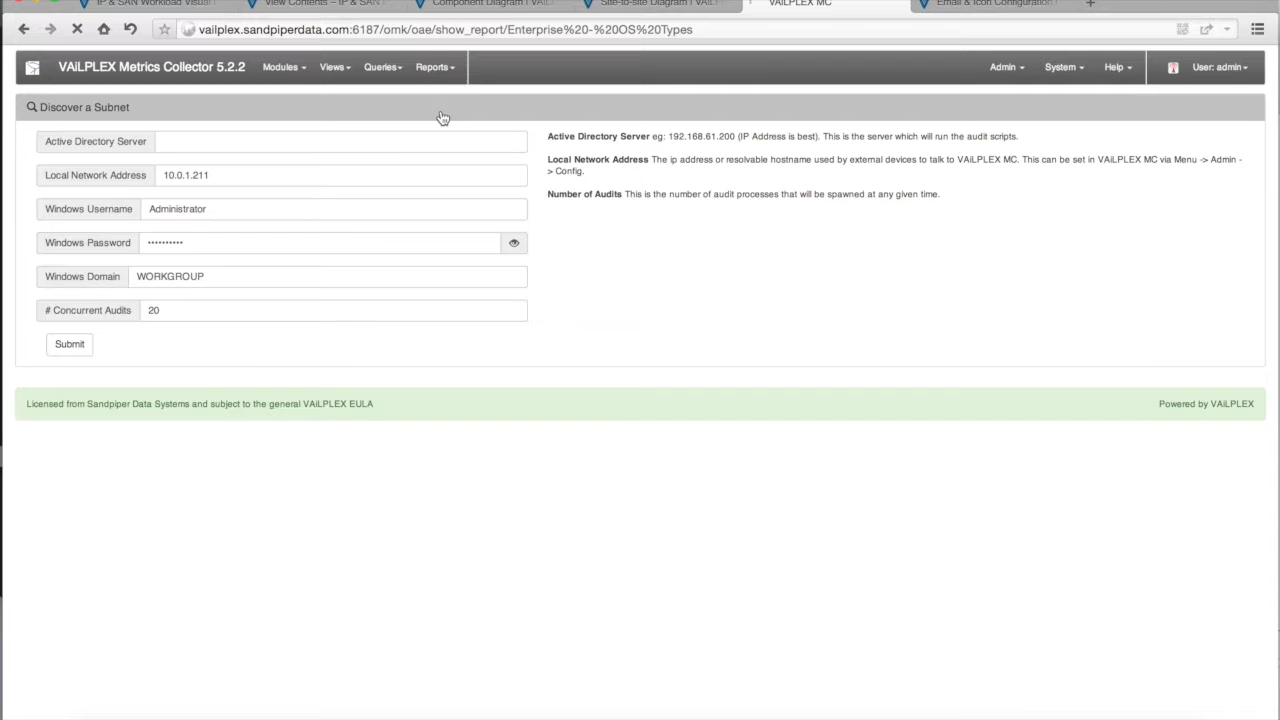 IP & SAN Workload Visual
View Contents – IP & SAN
Component Diagram | VAiL
Site-to-site Diagram | VAiL
VAiLPLEX MC
Email & Icon Configuration
vailplex.sandpiperdata.com:6187/omk/oae/show_report/Enterprise%20-%20OS%20Types
VAiLPLEX Metrics Collector 5.2.2 Modules Views Queries Reports Admin System Help User: admin
Discover a Subnet
Active Directory Server
Local Network Address 10.0.1.211
Windows Username Administrator
Windows Password ••••••••••
Windows Domain WORKGROUP
# Concurrent Audits 20
Submit
Active Directory Server eg: 192.168.61.200 (IP Address is best). This is the server which will run the audit scripts.
Local Network Address The ip address or resolvable hostname used by external devices to talk to VAiLPLEX MC. This can be set in VAiLPLEX MC via Menu -> Admin -
> Config.
Number of Audits This is the number of audit processes that will be spawned at any given time.
Licensed from Sandpiper Data Systems and subject to the general VAiLPLEX EULA
Powered by VAiLPLEX